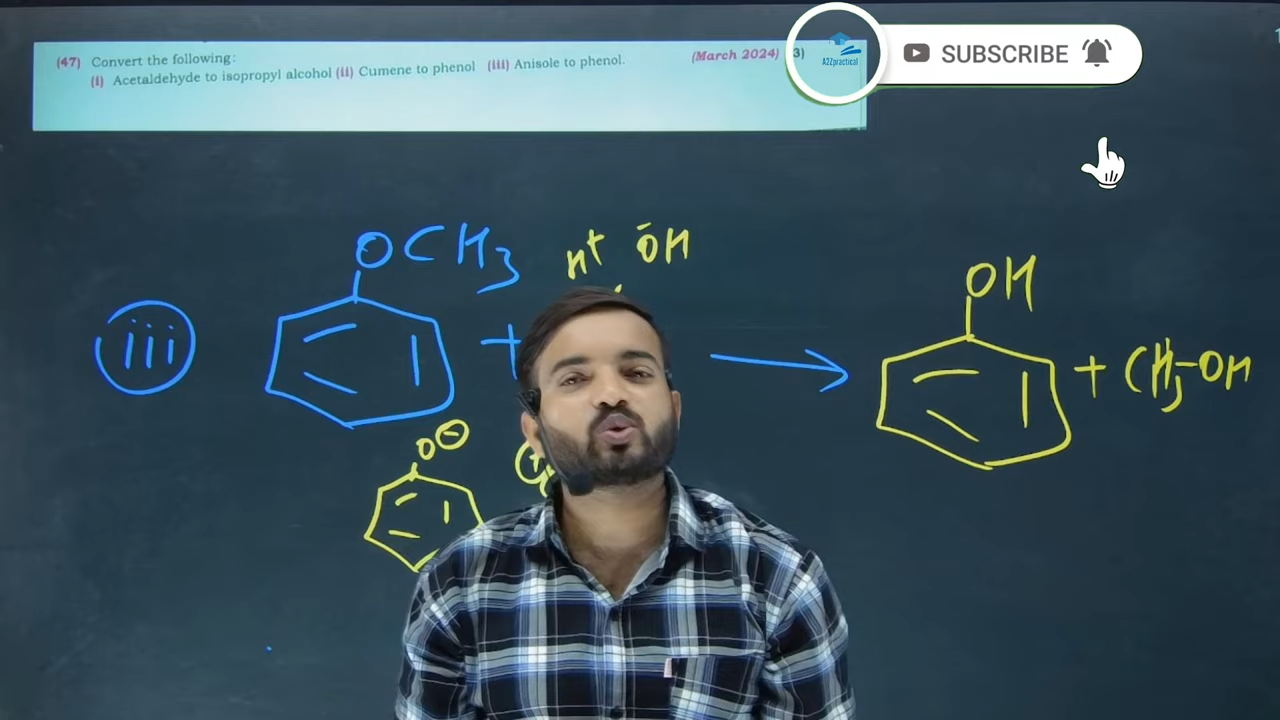 (47) Convert the following: (March 2024) 3)
(i) Acetaldehyde to isopropyl alcohol (ii) Cumene to phenol (iii) Anisole to phenol.
A2Zpractical
SUBSCRIBE
OCH3
H+ ŌH
OH
iii
+
+ CH3-OH
O⊖